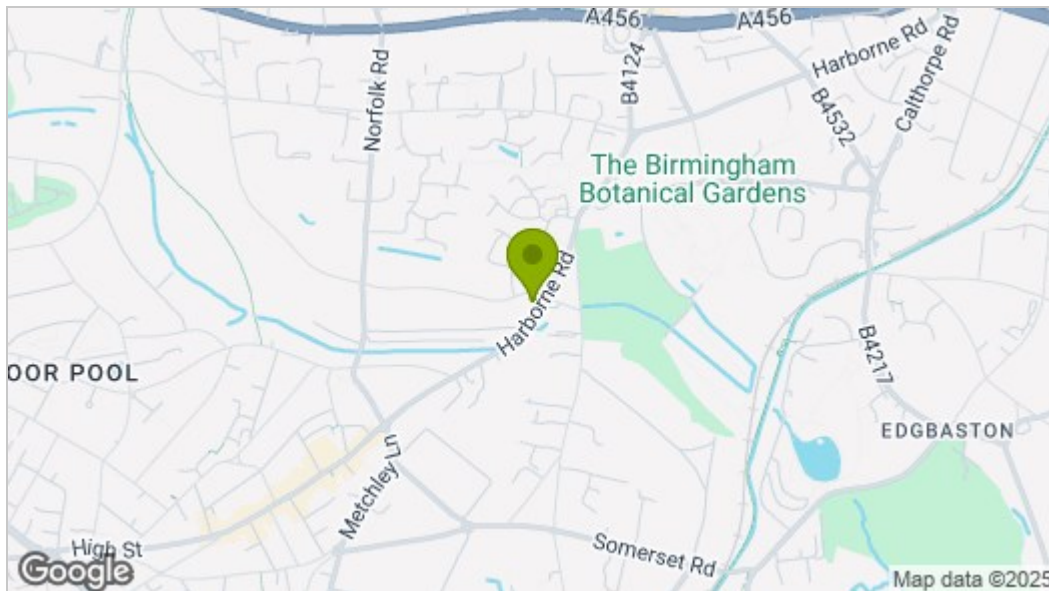 A456
A456
Norfolk Rd
B4124
Harborne Rd
Calthorpe Rd
B4532
The Birmingham
Botanical Gardens
Harborne Rd
OOR POOL
B4217
EDGBASTON
Metchley Ln
High St
Somerset Rd
Google
Map data ©2025